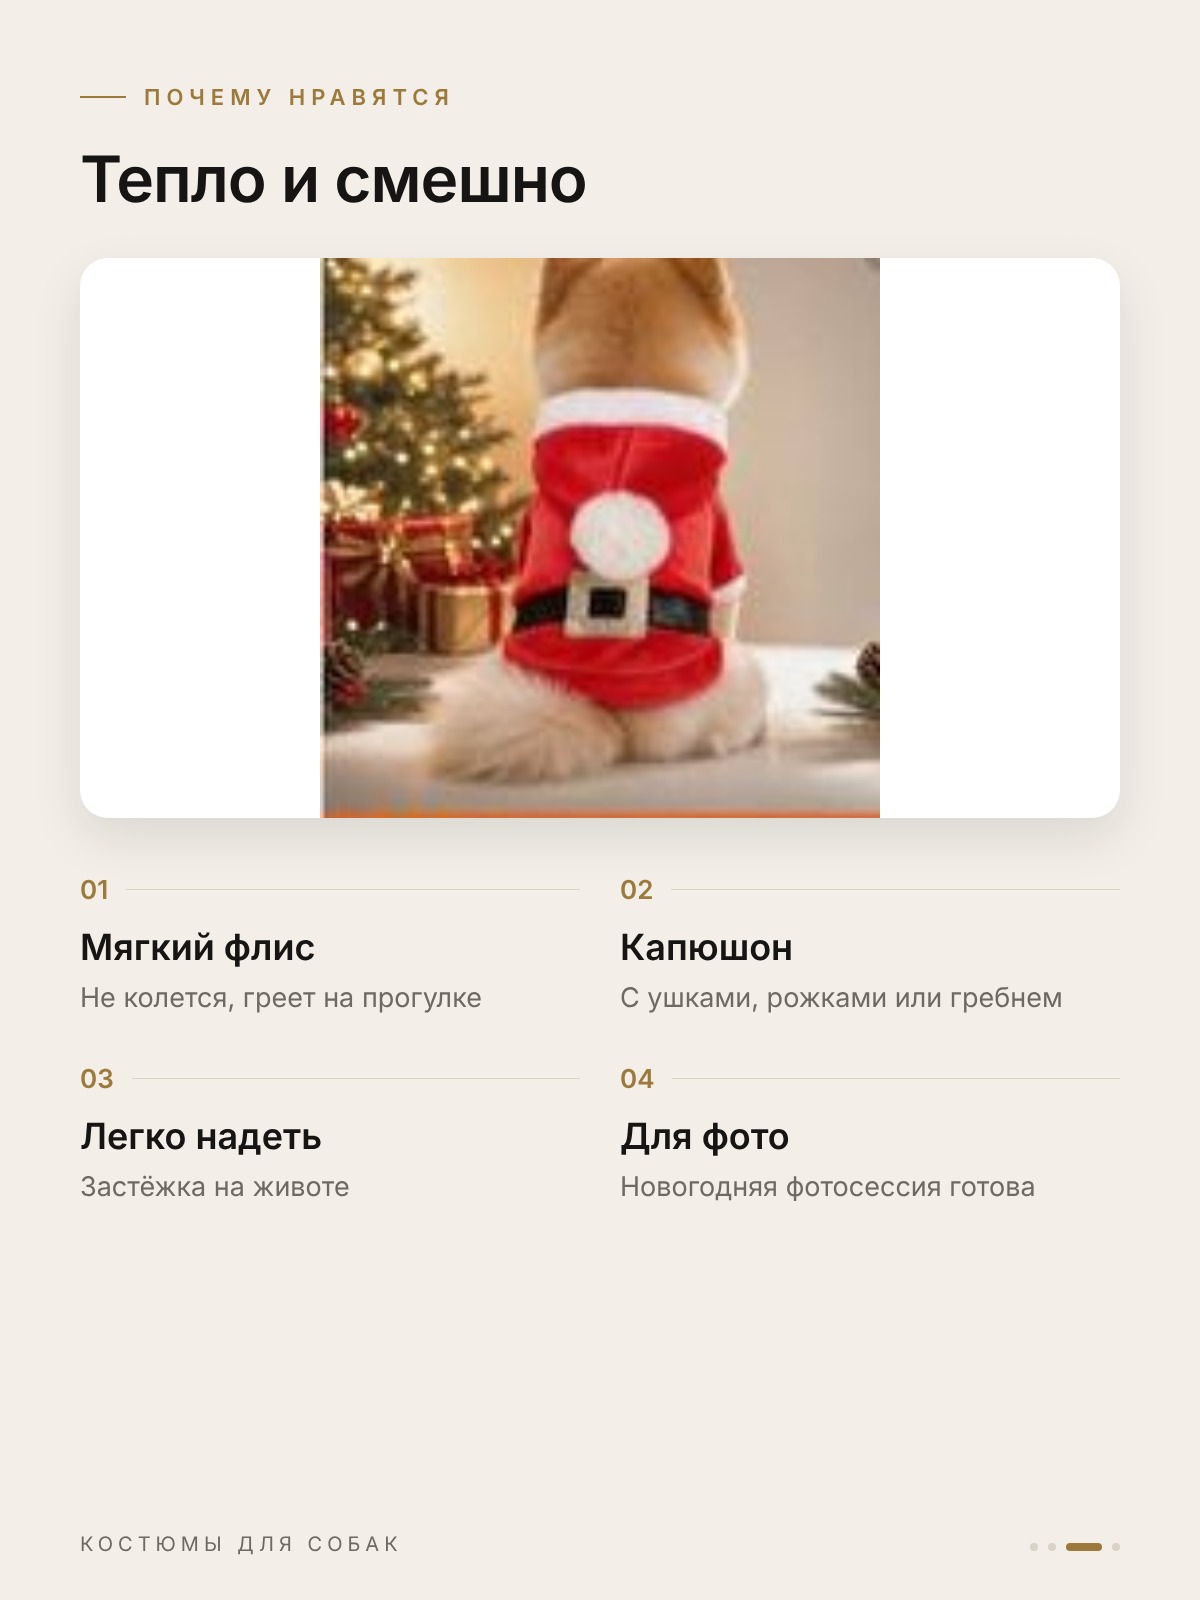 ПОЧЕМУ НРАВЯТСЯ
Тепло и смешно
01
Мягкий флис
Не колется, греет на прогулке
02
Капюшон
С ушками, рожками или гребнем
03
Легко надеть
Застёжка на животе
04
Для фото
Новогодняя фотосессия готова
КОСТЮМЫ ДЛЯ СОБАК